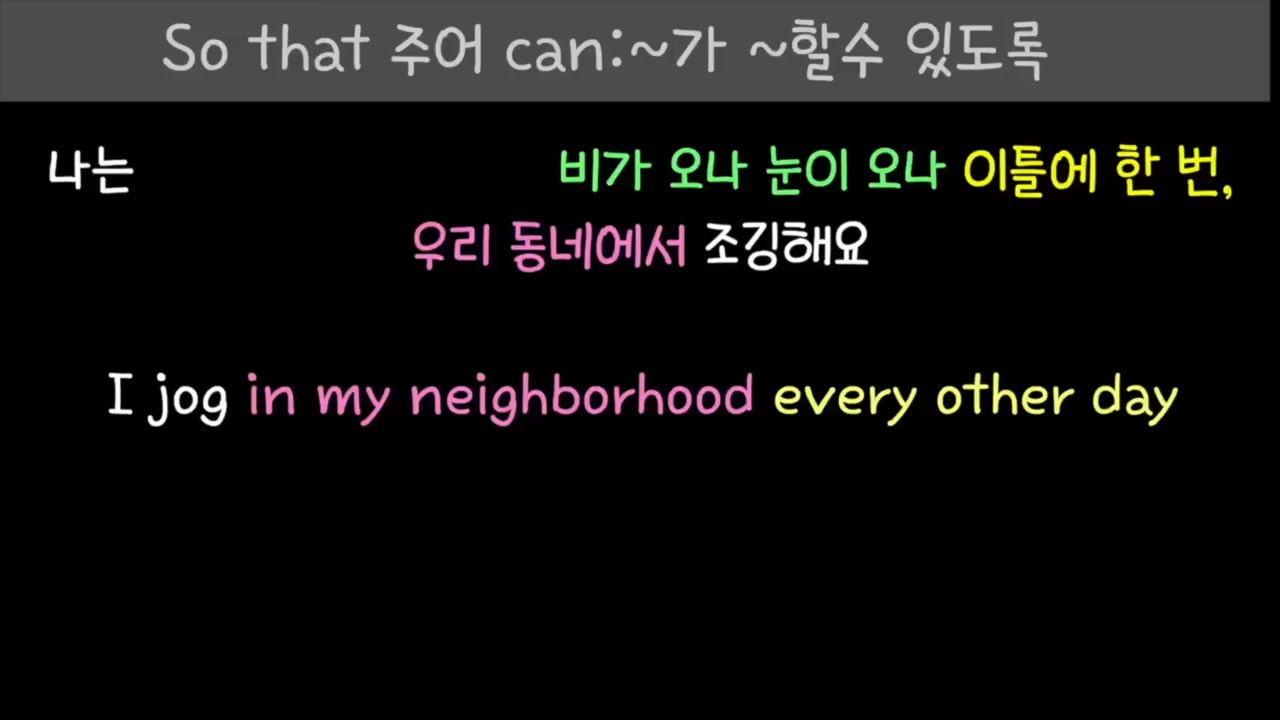 So that 주어 can:~가 ~할수 있도록
나는 비가 오나 눈이 오나 이틀에 한 번,
우리 동네에서 조깅해요
I jog in my neighborhood every other day